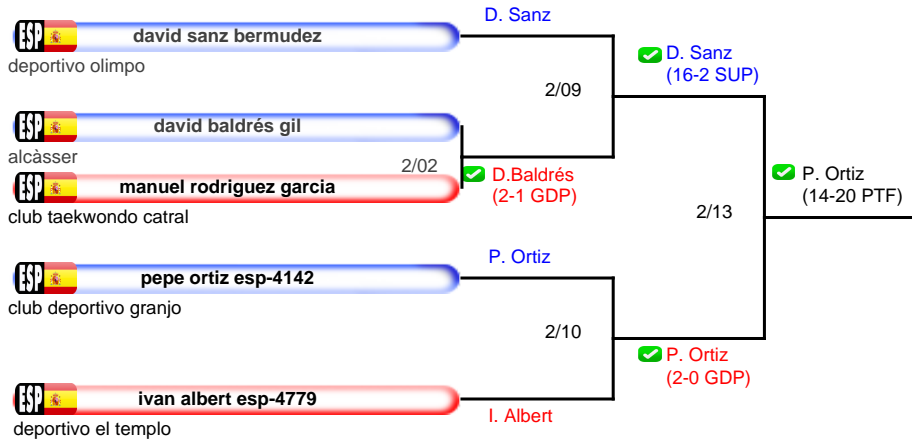 D. Sanz
ESP david sanz bermudez
deportivo olimpo
D. Sanz
(16-2 SUP)
2/09
ESP david baldrés gil
alcàsser
2/02
D.Baldrés
(2-1 GDP)
P. Ortiz
(14-20 PTF)
ESP manuel rodriguez garcia
club taekwondo catral
2/13
P. Ortiz
ESP pepe ortiz esp-4142
club deportivo granjo
2/10
P. Ortiz
(2-0 GDP)
ESP ivan albert esp-4779
I. Albert
deportivo el templo